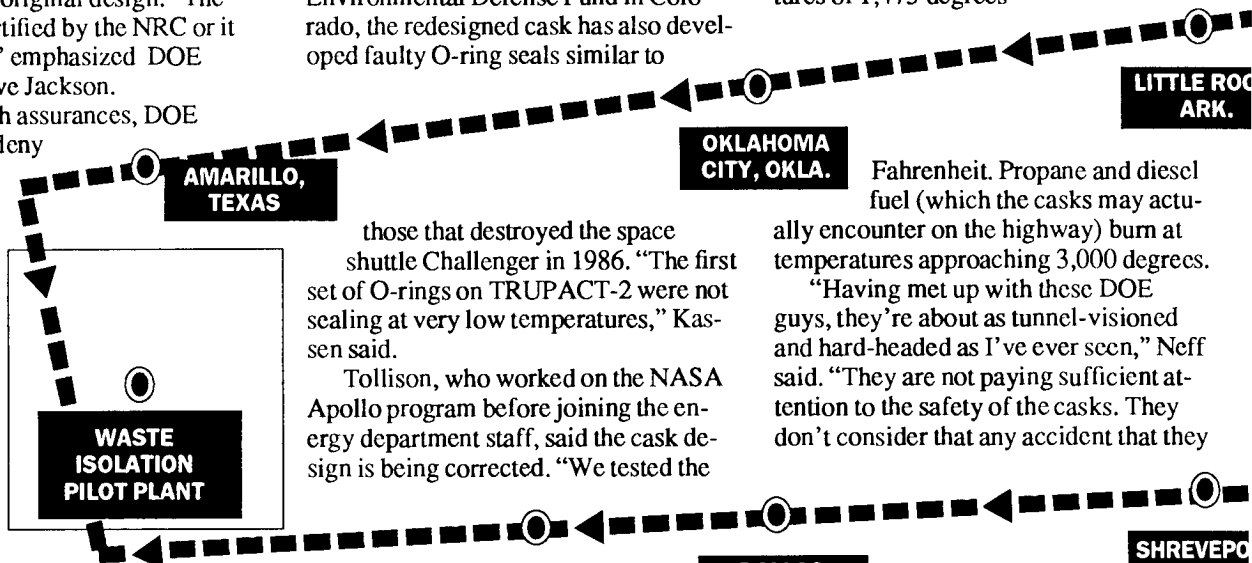 original design. "The
tified by the NRC or it
" emphasized DOE
ve Jackson.
h assurances, DOE
leny
Environmental Defense Fund in Colo-
rado, the redesigned cask has also devel-
oped faulty O-ring seals similar to
those that destroyed the space
shuttle Challenger in 1986. "The first
set of O-rings on TRUPACT-2 were not
sealing at very low temperatures," Kas-
sen said.
Tollison, who worked on the NASA
Apollo program before joining the en-
ergy department staff, said the cask de-
sign is being corrected. "We tested the
tures of 1,475 degrees
Fahrenheit. Propane and diesel
fuel (which the casks may actu-
ally encounter on the highway) burn at
temperatures approaching 3,000 degrees.
"Having met up with these DOE
guys, they're about as tunnel-visioned
and hard-headed as I've ever seen," Neff
said. "They are not paying sufficient at-
tention to the safety of the casks. They
don't consider that any accident that they
AMARILLO,
TEXAS
OKLAHOMA
CITY, OKLA.
LITTLE ROC
ARK.
WASTE
ISOLATION
PILOT PLANT
SHREVEPO